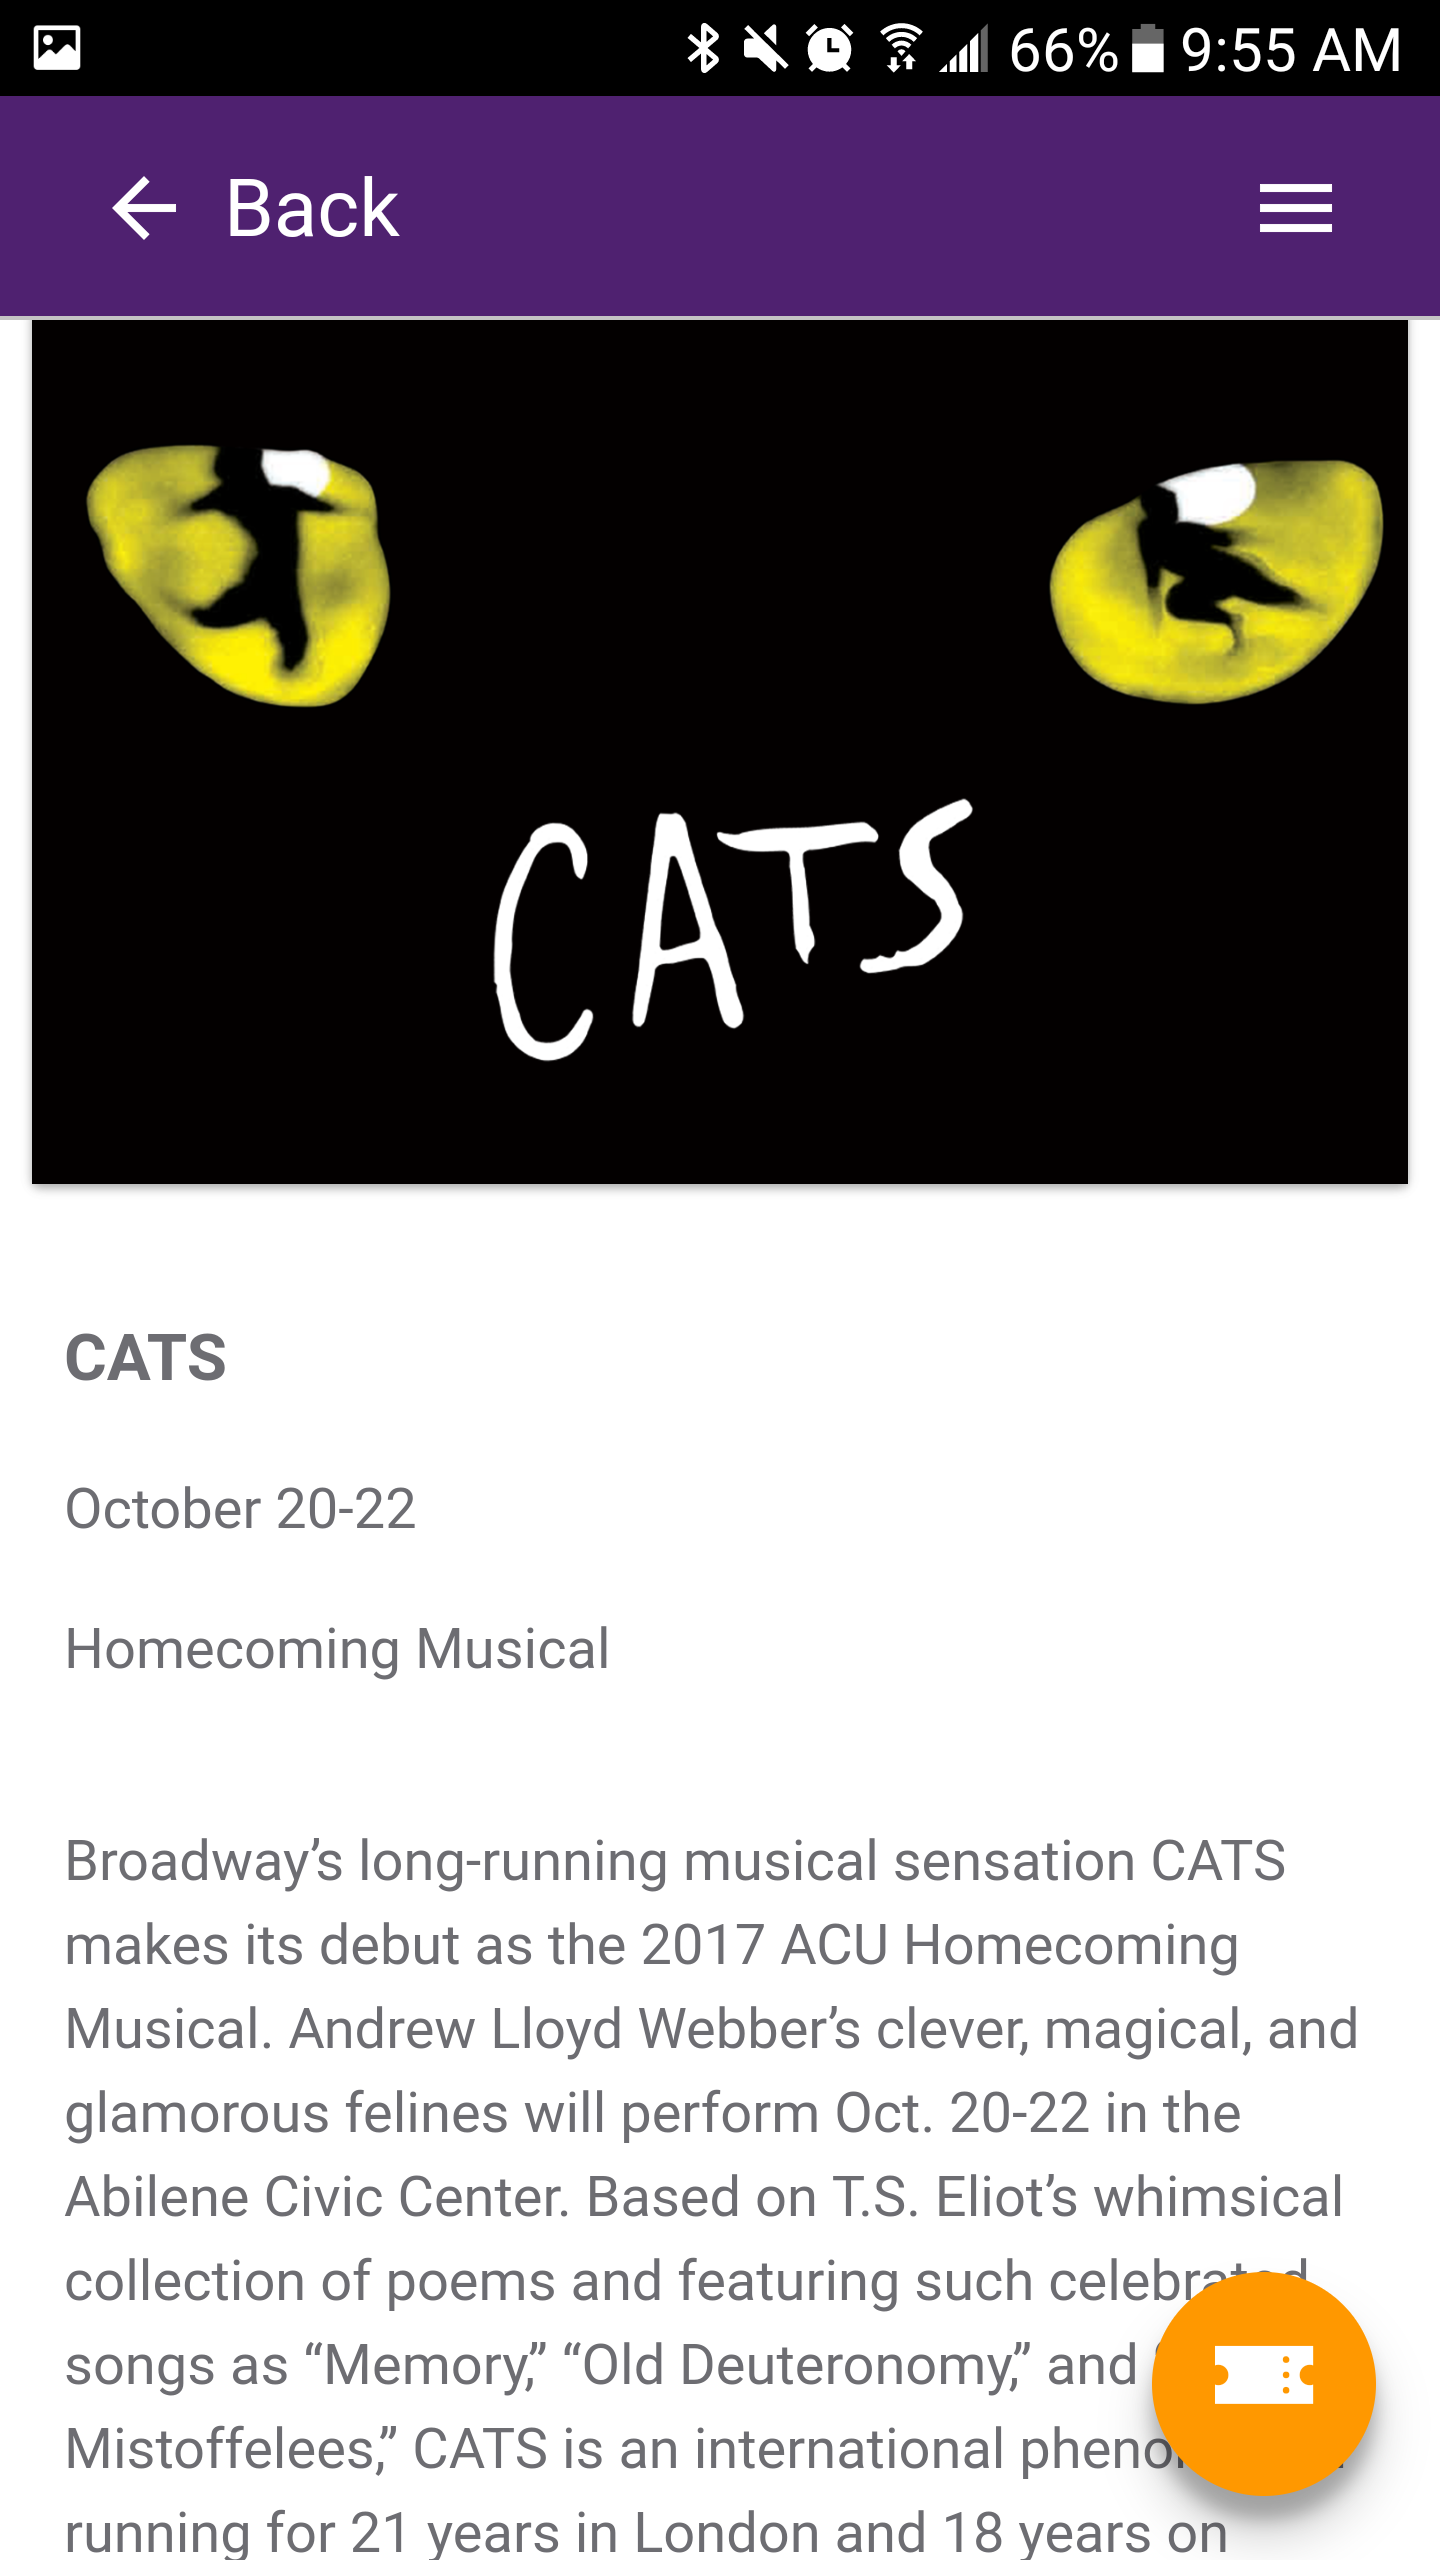 66% 9:55 AM
Back
CATS
CATS
October 20-22
Homecoming Musical
Broadway’s long-running musical sensation CATS
makes its debut as the 2017 ACU Homecoming
Musical. Andrew Lloyd Webber’s clever, magical, and
glamorous felines will perform Oct. 20-22 in the
Abilene Civic Center. Based on T.S. Eliot’s whimsical
collection of poems and featuring such celebrated
songs as “Memory,” “Old Deuteronomy,” and
Mistoffelees,” CATS is an international
running for 21 years in London and 18 years on